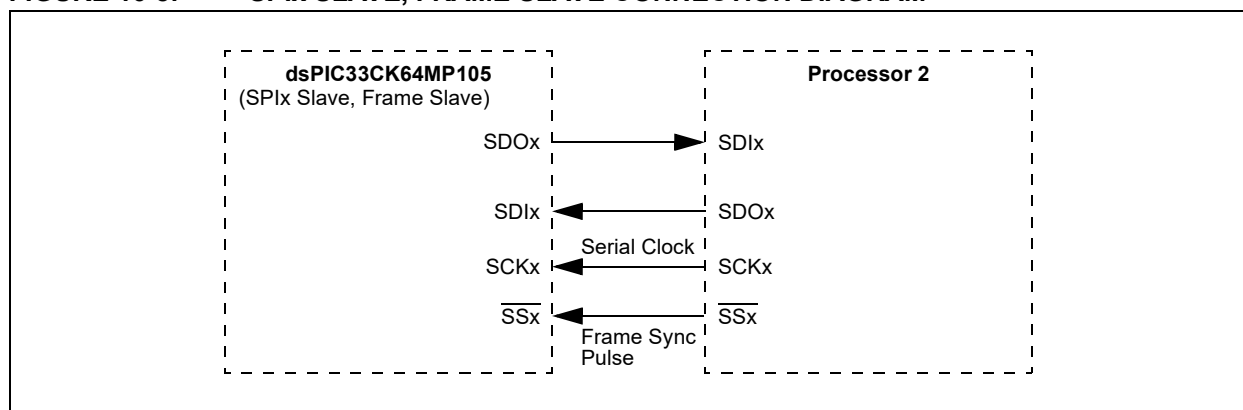 dsPIC33CK64MP105
(SPIx Slave, Frame Slave)
Processor 2
SDOx
SDIx
SDIx
SDOx
Serial Clock
SCKx
SCKx
SSx
SSx
Frame Sync
Pulse